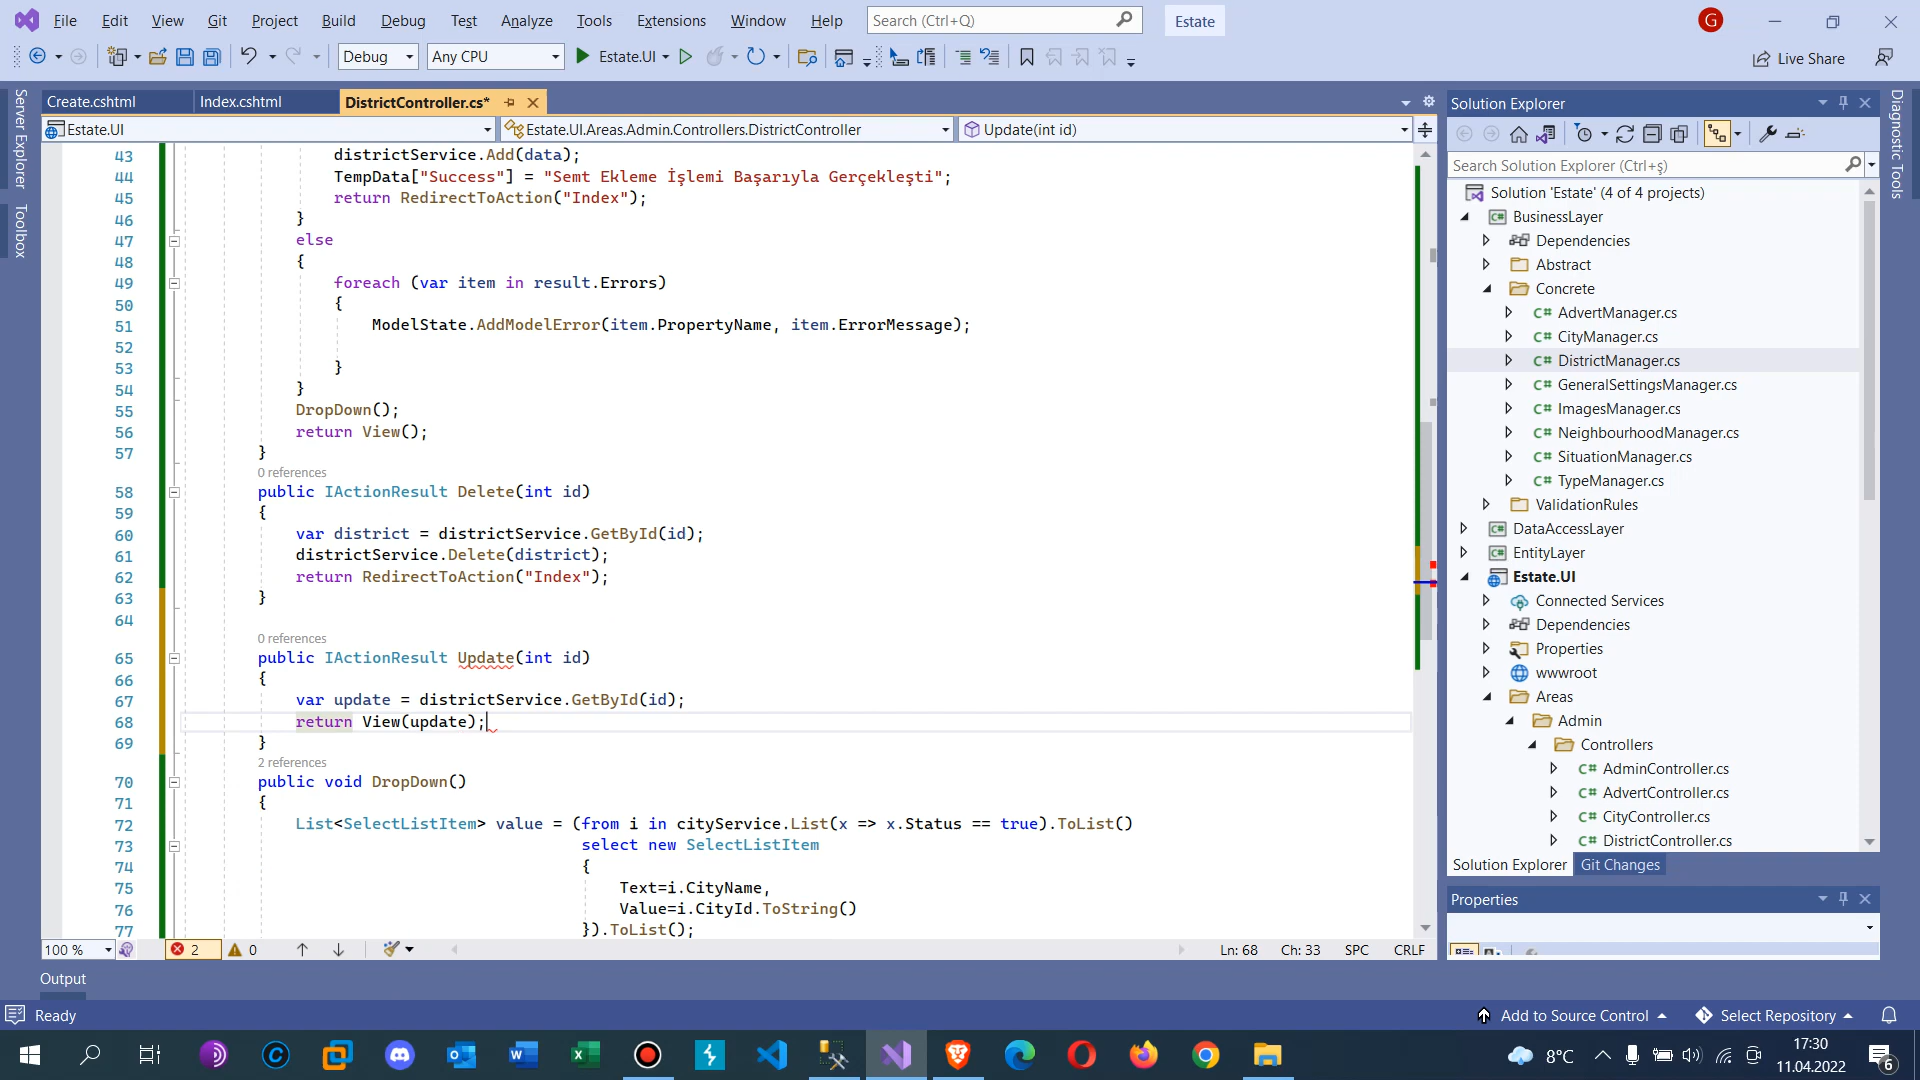 File Edit View Git Project Build Debug Test Analyze Tools Extensions Window Help Search (Ctrl+Q) Estate G
Debug Any CPU Estate.UI Live Share
Server Explorer
Toolbox
Diagnostic Tools
Create.cshtml Index.cshtml DistrictController.cs*
Estate.UI Estate.UI.Areas.Admin.Controllers.DistrictController Update(int id)
43 districtService.Add(data);
44 TempData["Success"] = "Semt Ekleme İşlemi Başarıyla Gerçekleşti";
45 return RedirectToAction("Index");
46 }
47 else
48 {
49 foreach (var item in result.Errors)
50 {
51 ModelState.AddModelError(item.PropertyName, item.ErrorMessage);
52
53 }
54 }
55 DropDown();
56 return View();
57 }
0 references
58 public IActionResult Delete(int id)
59 {
60 var district = districtService.GetById(id);
61 districtService.Delete(district);
62 return RedirectToAction("Index");
63 }
64
0 references
65 public IActionResult Update(int id)
66 {
67 var update = districtService.GetById(id);
68 return View(update);
69 }
2 references
70 public void DropDown()
71 {
72 List<SelectListItem> value = (from i in cityService.List(x => x.Status == true).ToList()
73 select new SelectListItem
74 {
75 Text=i.CityName,
76 Value=i.CityId.ToString()
77 }).ToList();
100 % 2 0 Ln: 68 Ch: 33 SPC CRLF
Solution Explorer
Search Solution Explorer (Ctrl+ş)
Solution 'Estate' (4 of 4 projects)
C# BusinessLayer
Dependencies
Abstract
Concrete
C# AdvertManager.cs
C# CityManager.cs
C# DistrictManager.cs
C# GeneralSettingsManager.cs
C# ImagesManager.cs
C# NeighbourhoodManager.cs
C# SituationManager.cs
C# TypeManager.cs
ValidationRules
C# DataAccessLayer
C# EntityLayer
Estate.UI
Connected Services
Dependencies
Properties
wwwroot
Areas
Admin
Controllers
C# AdminController.cs
C# AdvertController.cs
C# CityController.cs
C# DistrictController.cs
Solution Explorer Git Changes
Properties
Output
Ready Add to Source Control Select Repository
8°C 17:30
11.04.2022
6